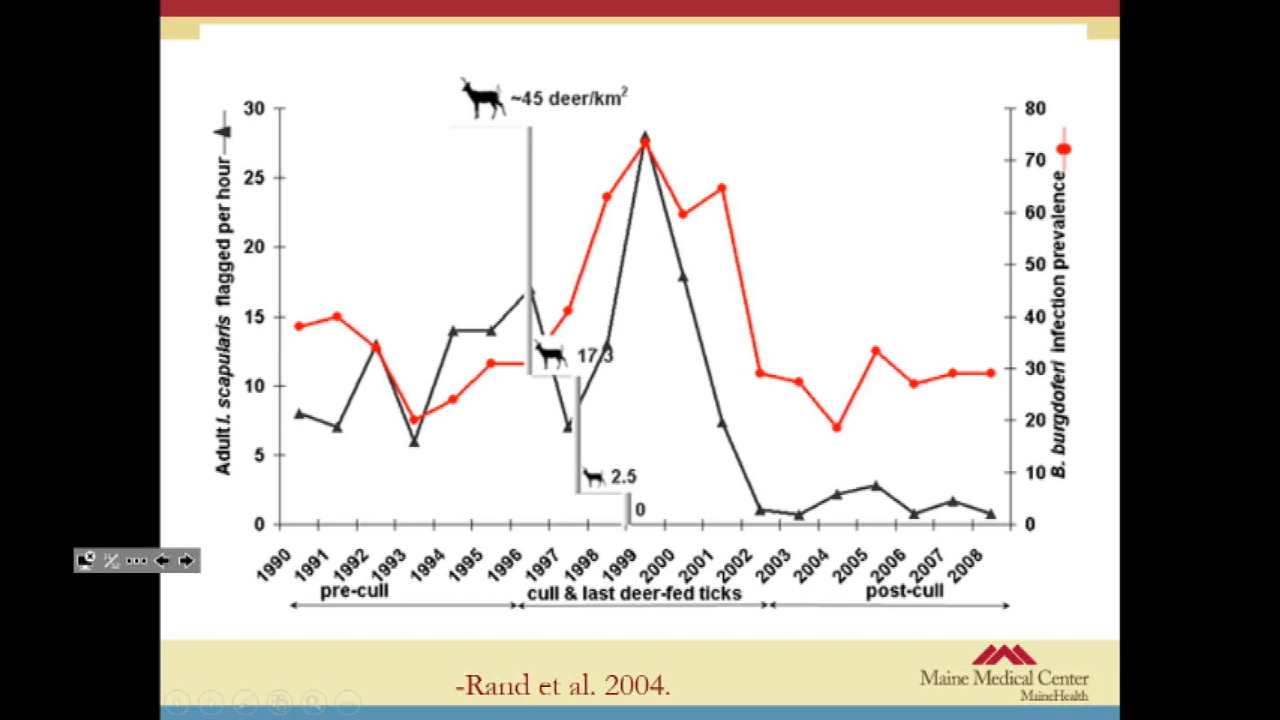 ~45 deer/km²
30
25
20
15
10
5
0
Adult I. scapularis flagged per hour
80
70
60
50
40
30
20
10
0
B. burgdoferi infection prevalence
17.3
2.5
0
1990 1991 1992 1993 1994 1995 1996 1997 1998 1999 2000 2001 2002 2003 2004 2005 2006 2007 2008
pre-cull
cull & last deer-fed ticks
post-cull
-Rand et al. 2004.
Maine Medical Center
MaineHealth